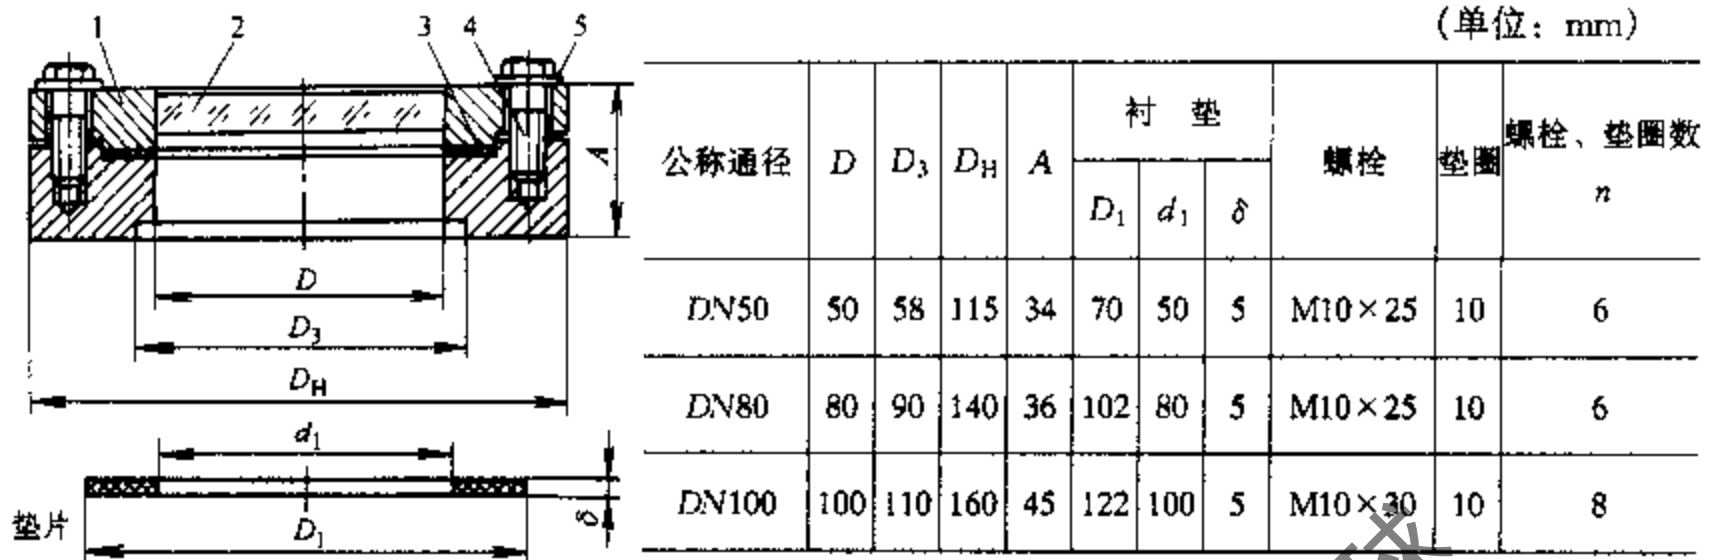 (单位：mm)
1 2 3 4 5
A
D
D₃
D_H
d₁
δ
垫片
D₁
公称通径 D D₃ D_H A 衬 垫 螺栓 垫圈 螺栓、垫圈数
n
D₁ d₁ δ
DN50 50 58 115 34 70 50 5 M10×25 10 6
DN80 80 90 140 36 102 80 5 M10×25 10 6
DN100 100 110 160 45 122 100 5 M10×30 10 8